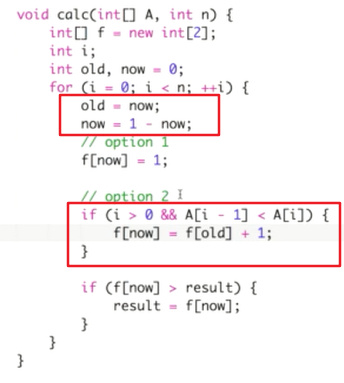 void calc(int[] A, int n) {
int[] f = new int[2];
int i;
int old, now = 0;
for (i = 0; i < n; ++i) {
old = now;
now = 1 - now;
// option 1
f[now] = 1;
// option 2
if (i > 0 && A[i - 1] < A[i]) {
f[now] = f[old] + 1;
}
if (f[now] > result) {
result = f[now];
}
}
}